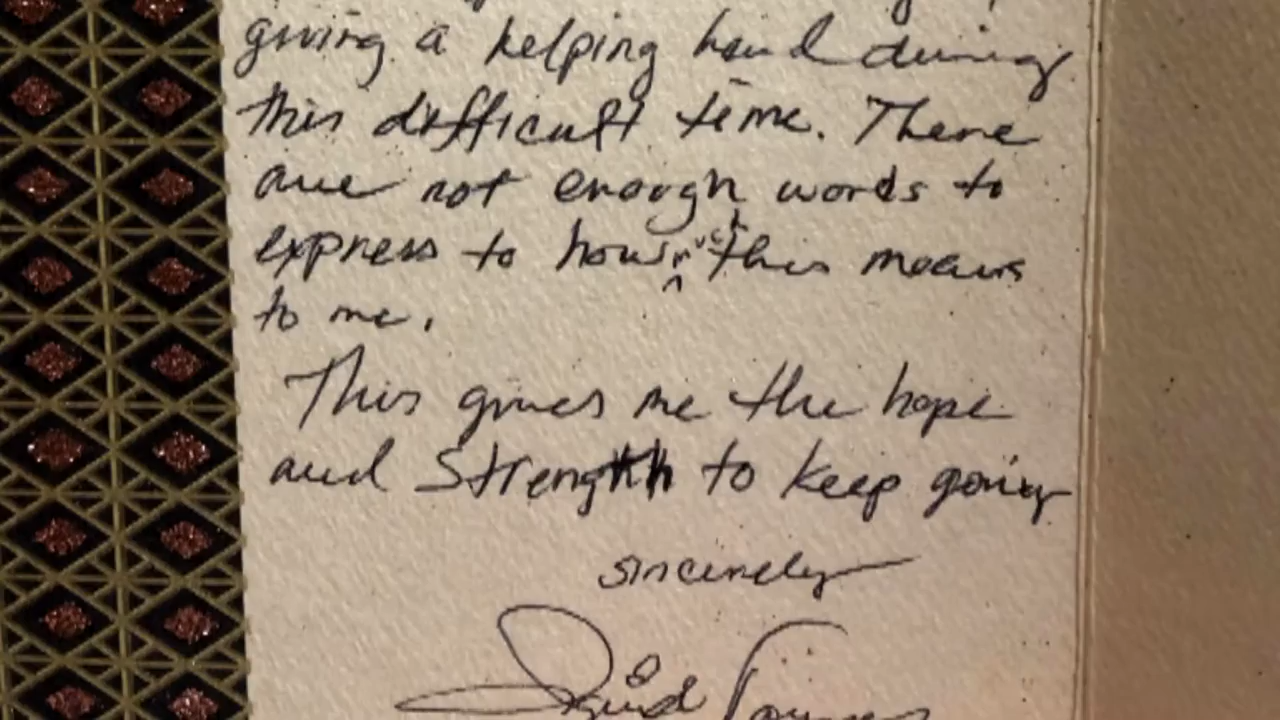 giving a helping hand during
this difficult time. There
are not enough words to
express to how much this means
to me.
This gives me the hope
and Strength to keep going
sincerely